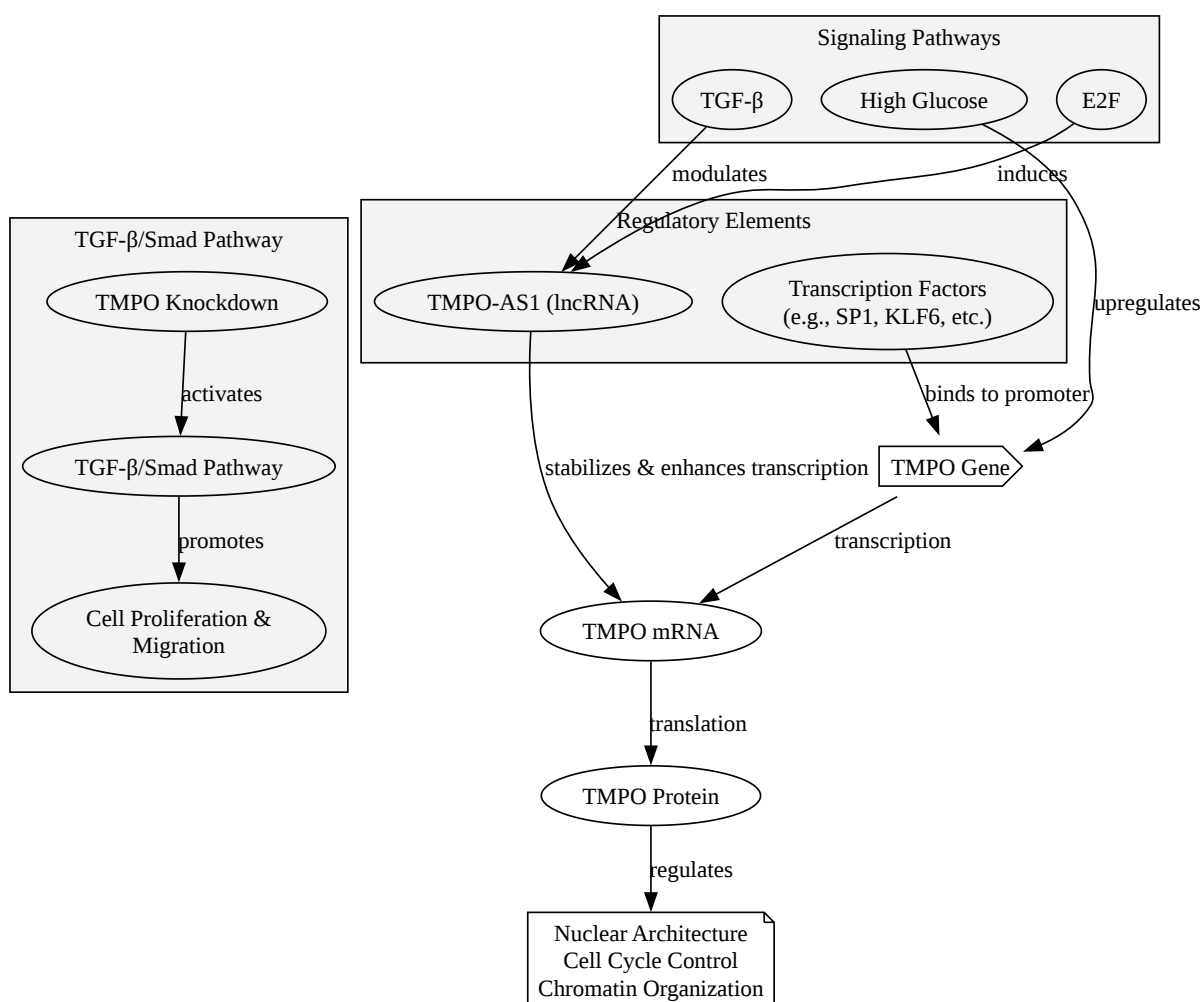 Signaling Pathways
TGF-β
High Glucose
E2F
modulates
induces
Regulatory Elements
TGF-β/Smad Pathway
TMPO Knockdown
TMPO-AS1 (lncRNA)
Transcription Factors
(e.g., SP1, KLF6, etc.)
upregulates
activates
binds to promoter
TGF-β/Smad Pathway
stabilizes & enhances transcription
TMPO Gene
promotes
transcription
Cell Proliferation &
Migration
TMPO mRNA
translation
TMPO Protein
regulates
Nuclear Architecture
Cell Cycle Control
Chromatin Organization